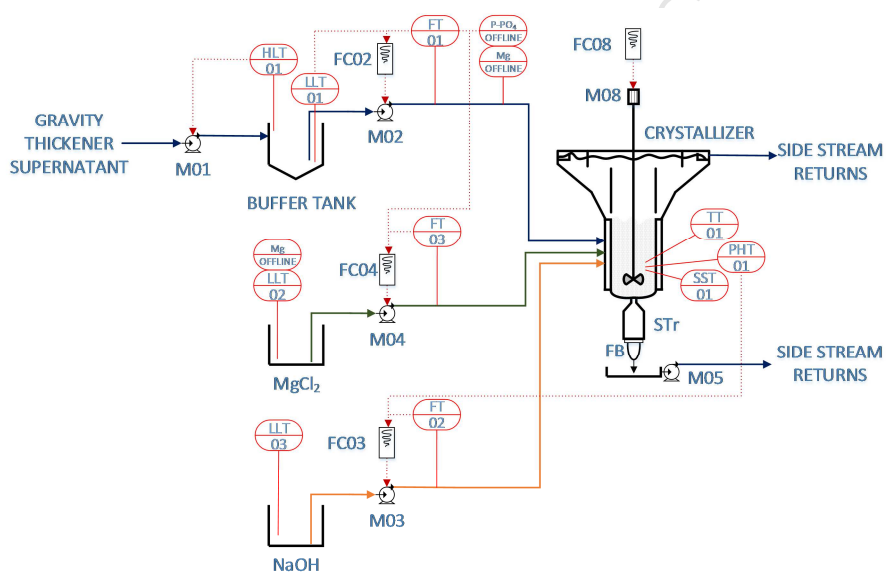 FT
01
P-PO₄
OFFLINE
Mg
OFFLINE
FC02
FC08
HLT
01
LLT
01
M08
M02
GRAVITY
THICKENER
SUPERNATANT
M01
CRYSTALLIZER
SIDE STREAM
RETURNS
BUFFER TANK
TT
01
PHT
01
SST
01
FT
03
Mg
OFFLINE
LLT
02
FC04
M04
STr
FB
M05
SIDE STREAM
RETURNS
MgCl₂
FT
02
LLT
03
FC03
M03
NaOH